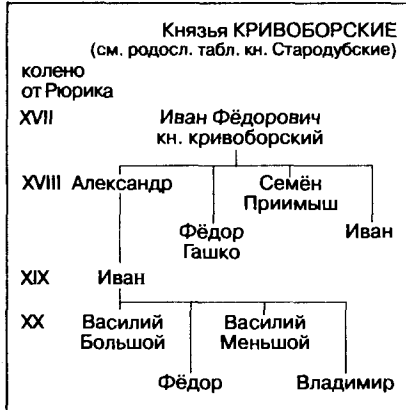 Князья КРИВОБОРСКИЕ
(см. родосл. табл. кн. Стародубские)
колено
от Рюрика
XVII Иван Фёдорович
кн. кривоборский
XVIII Александр Семён
Приимыш
Фёдор Иван
Гашко
XIX Иван
XX Василий Василий
Большой Меньшой
Фёдор Владимир